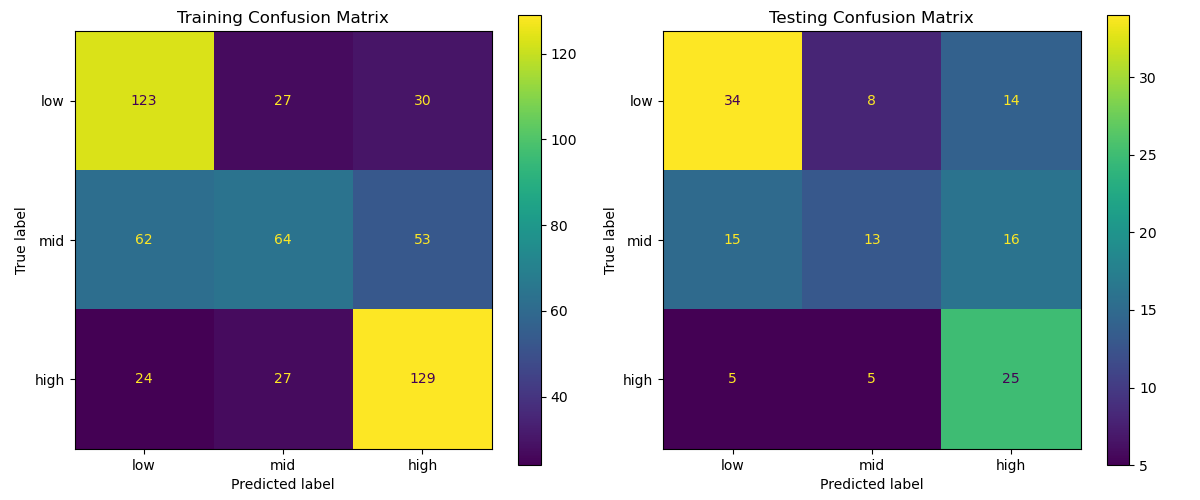 Training Confusion Matrix
Testing Confusion Matrix
True label
low
mid
high
123 27 30
62 64 53
24 27 129
low mid high
Predicted label
120
100
80
60
40
True label
low
mid
high
34 8 14
15 13 16
5 5 25
low mid high
Predicted label
30
25
20
15
10
5